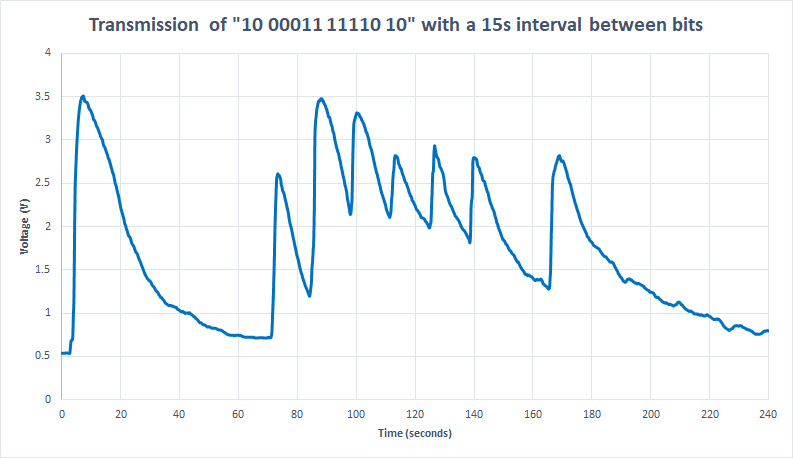 Transmission of "10 00011 11110 10" with a 15s interval between bits
4
3.5
3
2.5
2
1.5
1
0.5
0
Voltage (V)
0 20 40 60 80 100 120 140 160 180 200 220 240
Time (seconds)